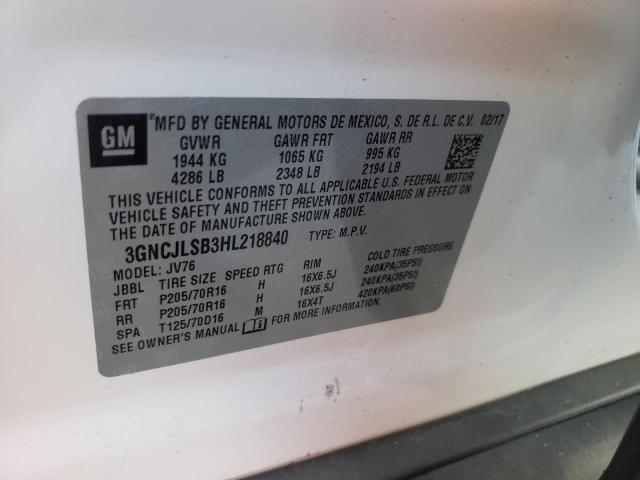 GM
MFD BY GENERAL MOTORS DE MEXICO, S. DE R.L. DE C.V. 02/17
GVWR GAWR FRT GAWR RR
1944 KG 1065 KG 995 KG
4286 LB 2348 LB 2194 LB
THIS VEHICLE CONFORMS TO ALL APPLICABLE U.S. FEDERAL MOTOR
VEHICLE SAFETY AND THEFT PREVENTION STANDARDS IN EFFECT ON
THE DATE OF MANUFACTURE SHOWN ABOVE.
3GNCJLSB3HL218840 TYPE: M.P.V.
MODEL: JV76
JBBL TIRE SIZE SPEED RTG RIM COLD TIRE PRESSURE
FRT P205/70R16 H 16X6.5J 240KPA(35PSI)
RR P205/70R16 H 16X6.5J 240KPA(35PSI)
SPA T125/70D16 M 16X4T 420KPA(60PSI)
SEE OWNER'S MANUAL FOR MORE INFORMATION